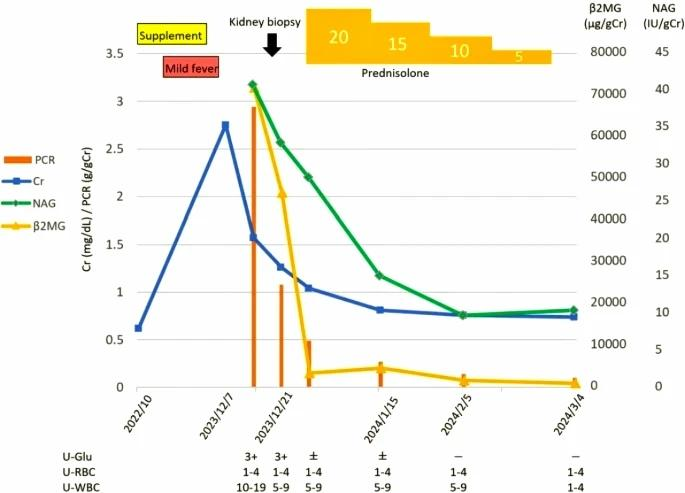 β2MG NAG
(μg/gCr) (IU/gCr)
Kidney biopsy
Supplement
Mild fever
20
15
10
5
Prednisolone
PCR
Cr
NAG
β2MG
Cr (mg/dL) / PCR (g/gCr)
3.5
3
2.5
2
1.5
1
0.5
0
80000
70000
60000
50000
40000
30000
20000
10000
0
45
40
35
30
25
20
15
10
5
0
2022/10
2023/12/7
2023/12/21
2024/1/15
2024/2/5
2024/3/4
U-Glu 3+ 3+ ± ± − −
U-RBC 1-4 1-4 1-4 1-4 1-4 1-4
U-WBC 10-19 5-9 5-9 5-9 5-9 1-4